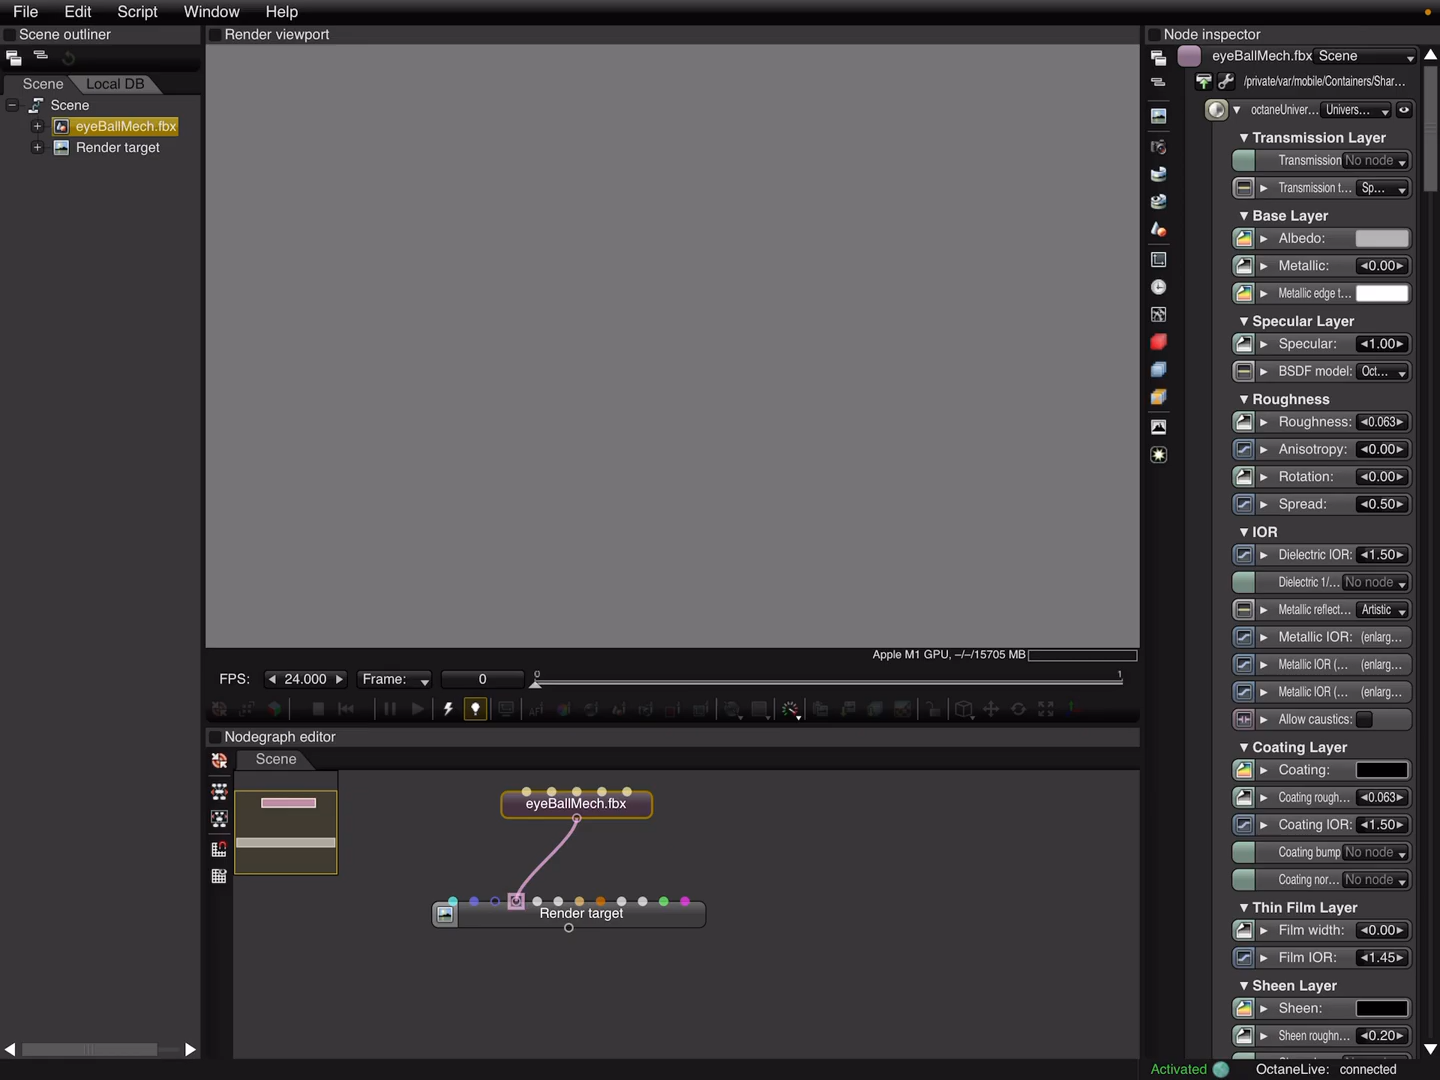 File Edit Script Window Help
Scene outliner
Scene Local DB
Scene
eyeBallMech.fbx
Render target
Render viewport
Apple M1 GPU, -/-/15705 MB
FPS: 24.000 Frame: 0 0 1
Nodegraph editor
Scene
eyeBallMech.fbx
Render target
Node inspector
eyeBallMech.fbx Scene
/private/var/mobile/Containers/Shar...
octaneUniver... Univers...
Transmission Layer
Transmission No node
Transmission t... Sp...
Base Layer
Albedo:
Metallic: 0.00
Metallic edge t...
Specular Layer
Specular: 1.00
BSDF model: Oct...
Roughness
Roughness: 0.063
Anisotropy: 0.00
Rotation: 0.00
Spread: 0.50
IOR
Dielectric IOR: 1.50
Dielectric 1/... No node
Metallic reflect... Artistic
Metallic IOR: (enlarg...
Metallic IOR (... (enlarg...
Metallic IOR (... (enlarg...
Allow caustics:
Coating Layer
Coating:
Coating rough... 0.063
Coating IOR: 1.50
Coating bump No node
Coating nor... No node
Thin Film Layer
Film width: 0.00
Film IOR: 1.45
Sheen Layer
Sheen:
Sheen roughn... 0.20
Activated OctaneLive: connected